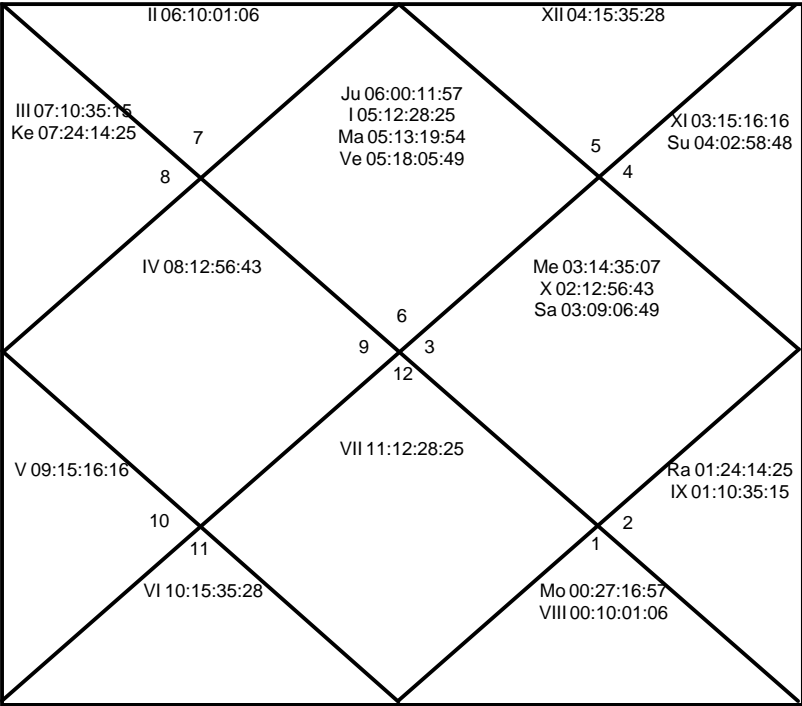 II 06:10:01:06
XII 04:15:35:28
Ju 06:00:11:57
I 05:12:28:25
Ma 05:13:19:54
Ve 05:18:05:49
III 07:10:35:15
Ke 07:24:14:25
XI 03:15:16:16
Su 04:02:58:48
7
5
8
4
IV 08:12:56:43
Me 03:14:35:07
X 02:12:56:43
Sa 03:09:06:49
6
9
3
12
VII 11:12:28:25
V 09:15:16:16
Ra 01:24:14:25
IX 01:10:35:15
10
2
11
1
VI 10:15:35:28
Mo 00:27:16:57
VIII 00:10:01:06